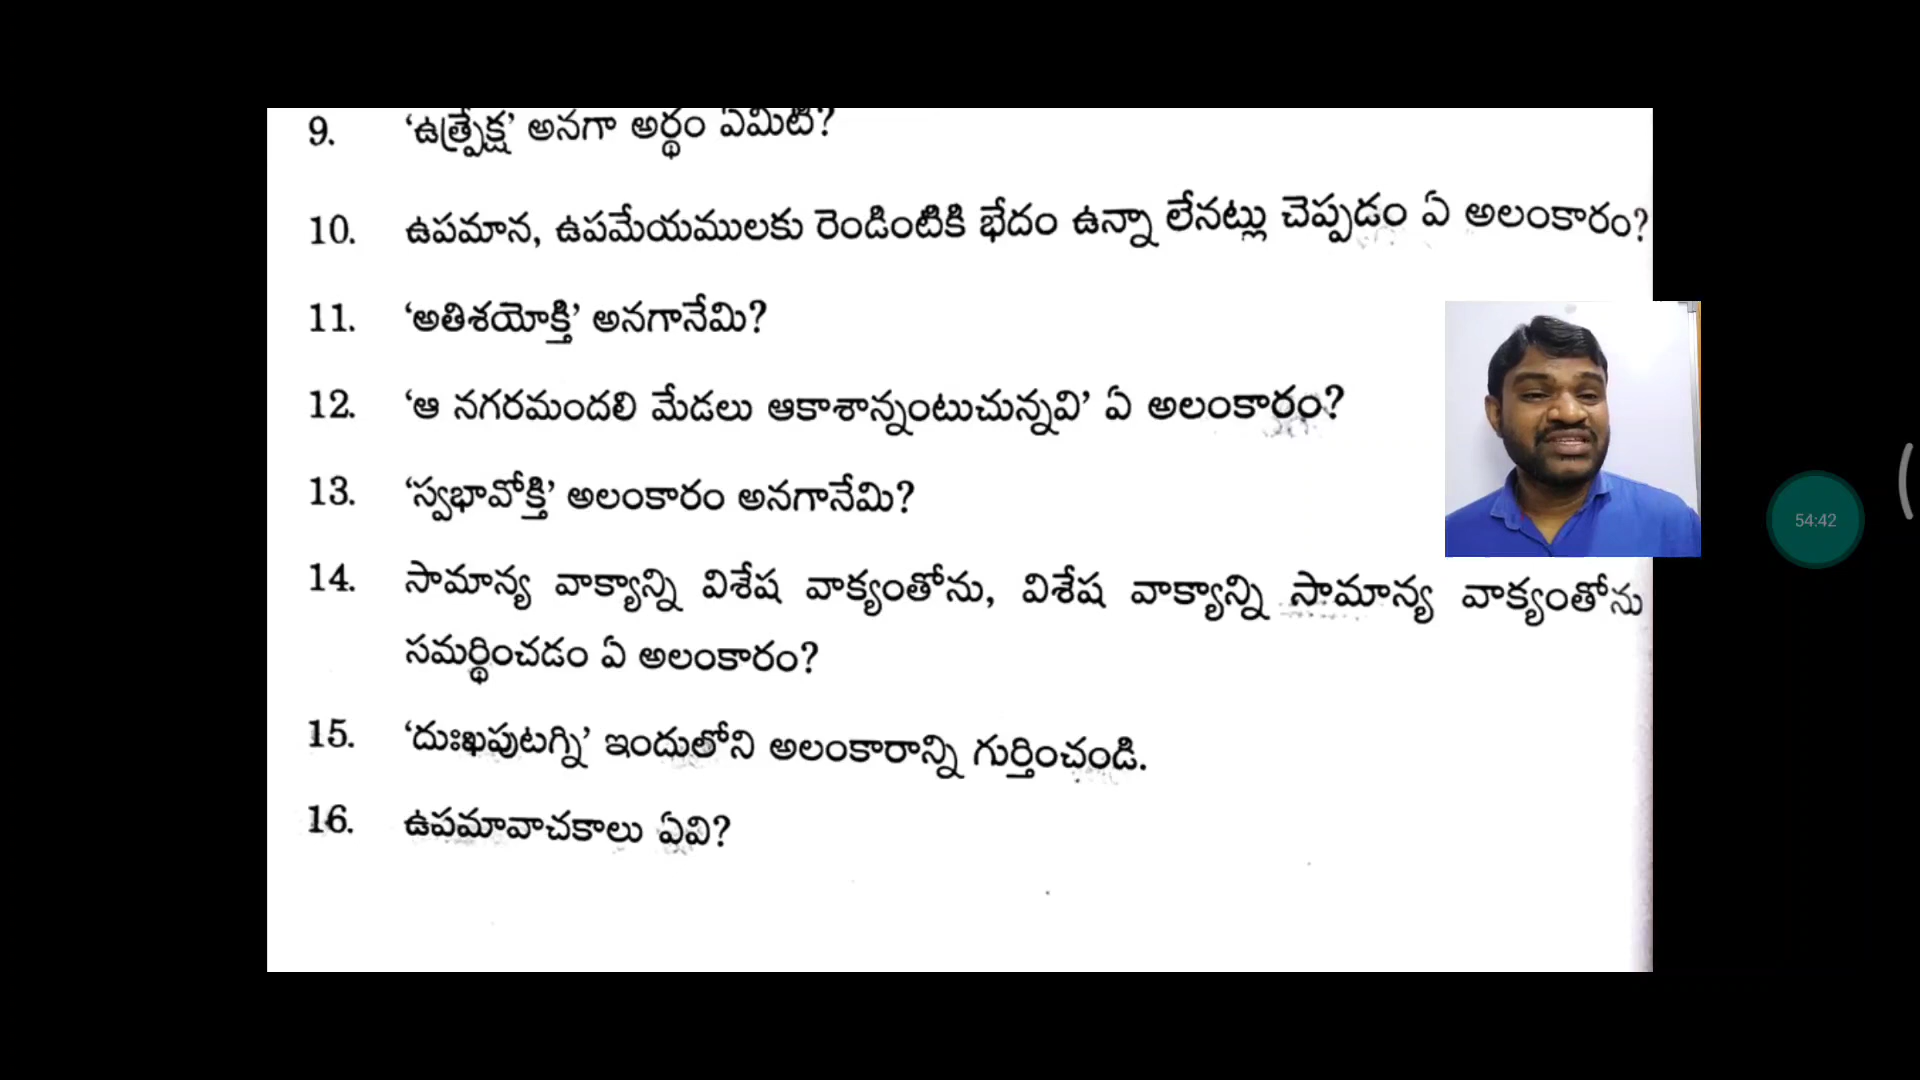 9. ‘ఉత్ప్రేక్ష’ అనగా అర్థం ఏమిటి?
10. ఉపమాన, ఉపమేయములకు రెండింటికి భేదం ఉన్నా లేనట్లు చెప్పడం ఏ అలంకారం?
11. ‘అతిశయోక్తి’ అనగానేమి?
12. ‘ఆ నగరమందలి మేడలు ఆకాశాన్నంటుచున్నవి’ ఏ అలంకారం?
13. ‘స్వభావోక్తి’ అలంకారం అనగానేమి?
14. సామాన్య వాక్యాన్ని విశేష వాక్యంతోను, విశేష వాక్యాన్ని సామాన్య వాక్యంతోను
సమర్థించడం ఏ అలంకారం?
15. ‘దుఃఖపుటగ్ని’ ఇందులోని అలంకారాన్ని గుర్తించండి.
16. ఉపమావాచకాలు ఏవి?
54:42